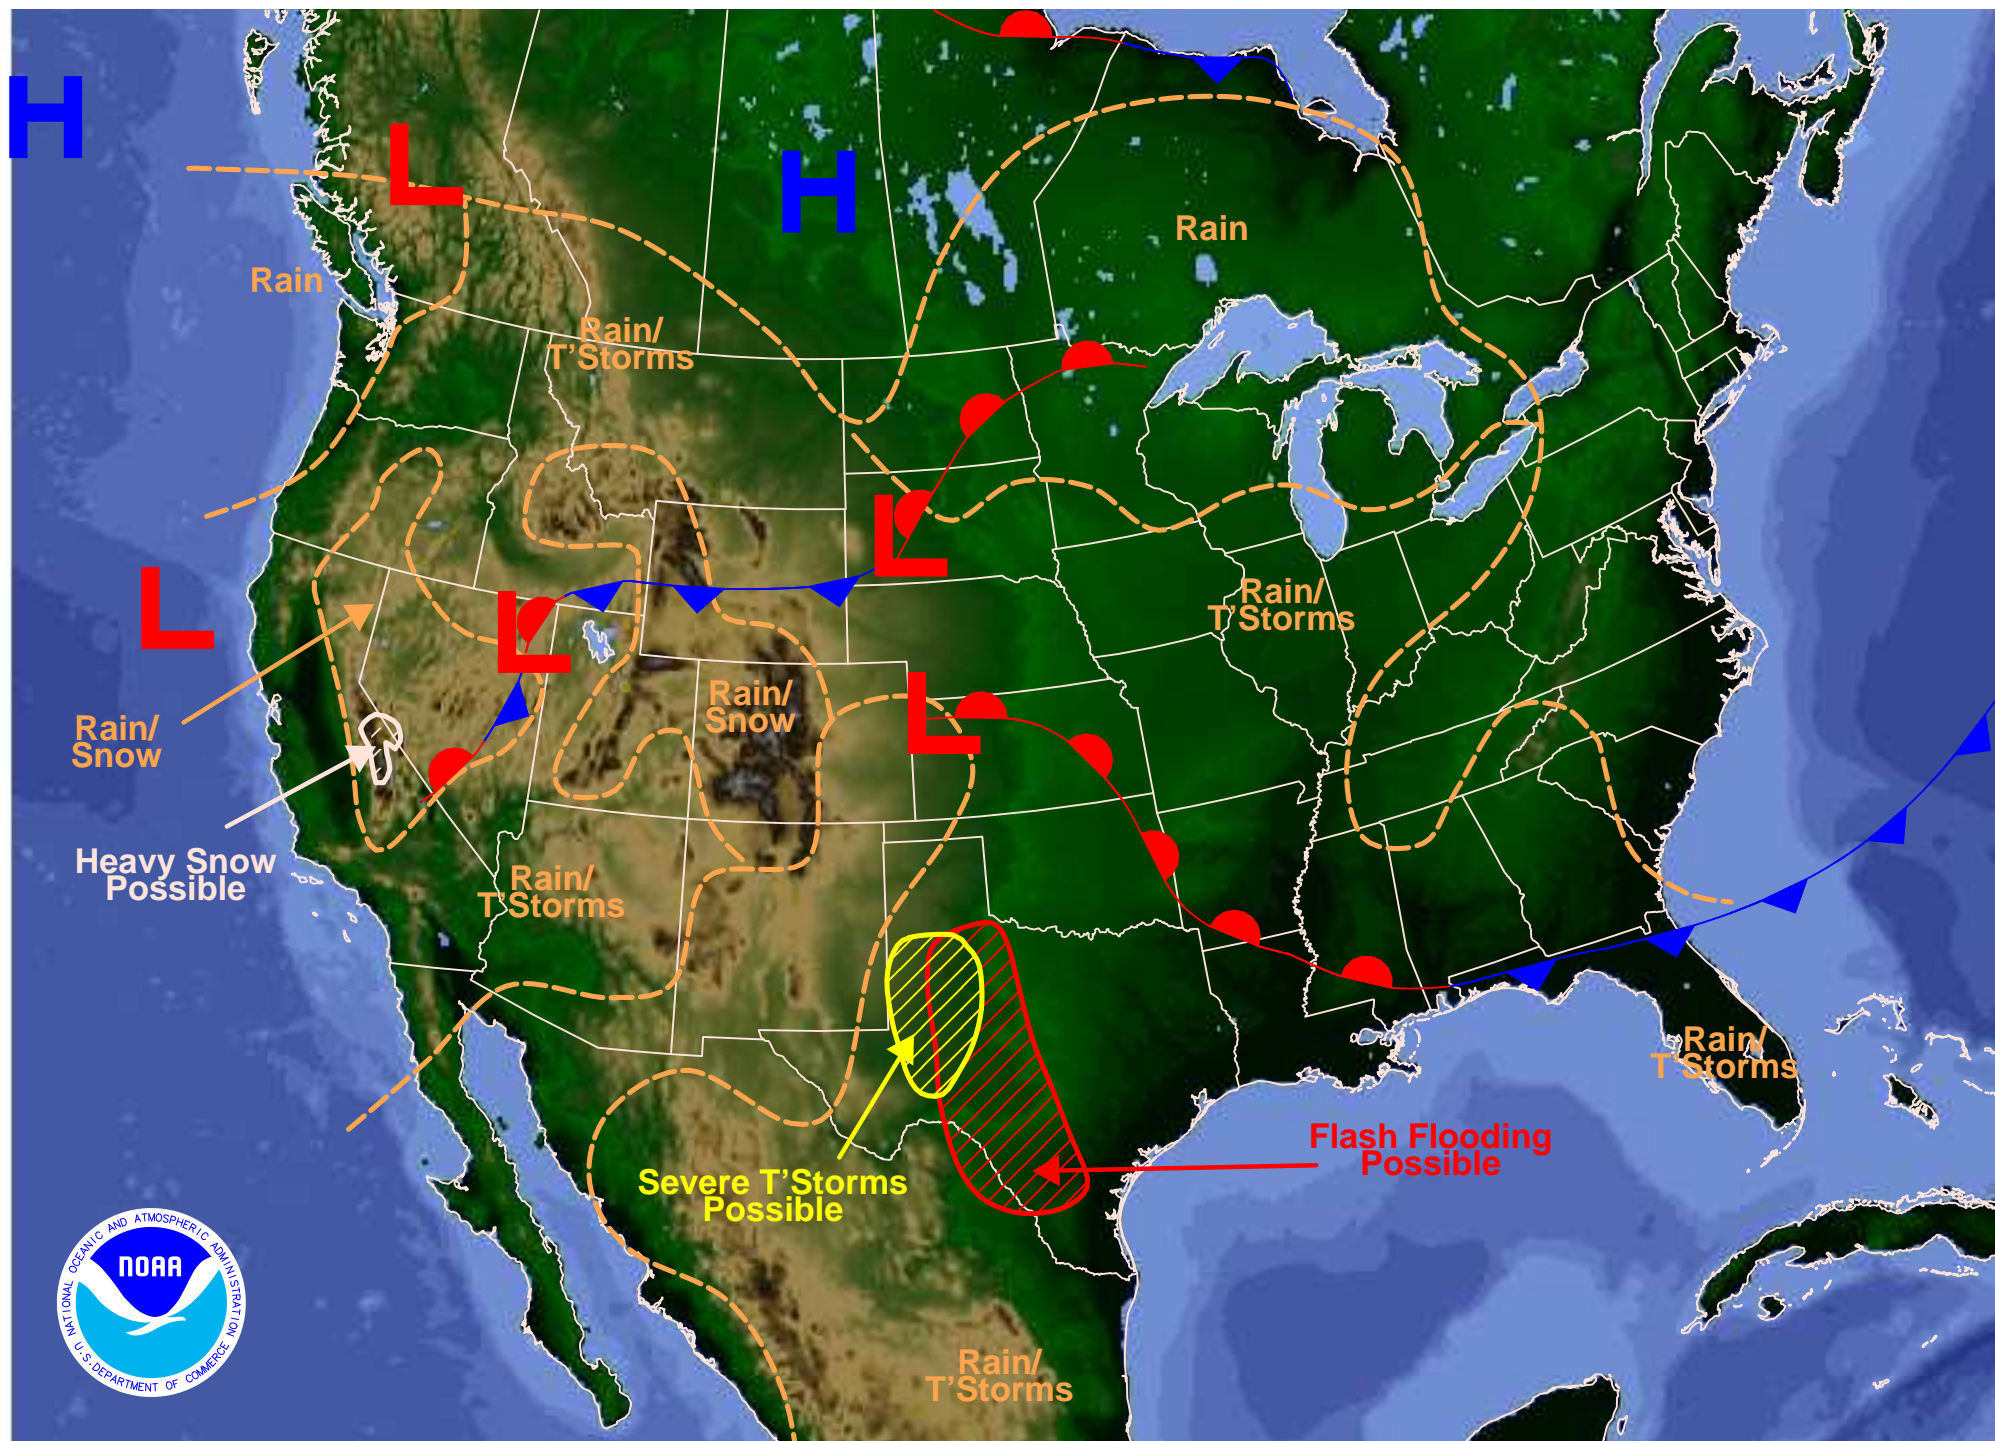 H
L
H
Rain
Rain
Rain/
T'Storms
L
L
L
Rain/
T'Storms
L
Rain/
Snow
Rain/
Snow
Heavy Snow
Possible
Rain/
T'Storms
Rain/
T'Storms
Flash Flooding
Possible
Severe T'Storms
Possible
Rain/
T'Storms
NATIONAL OCEANIC AND ATMOSPHERIC ADMINISTRATION
NOAA
U.S. DEPARTMENT OF COMMERCE